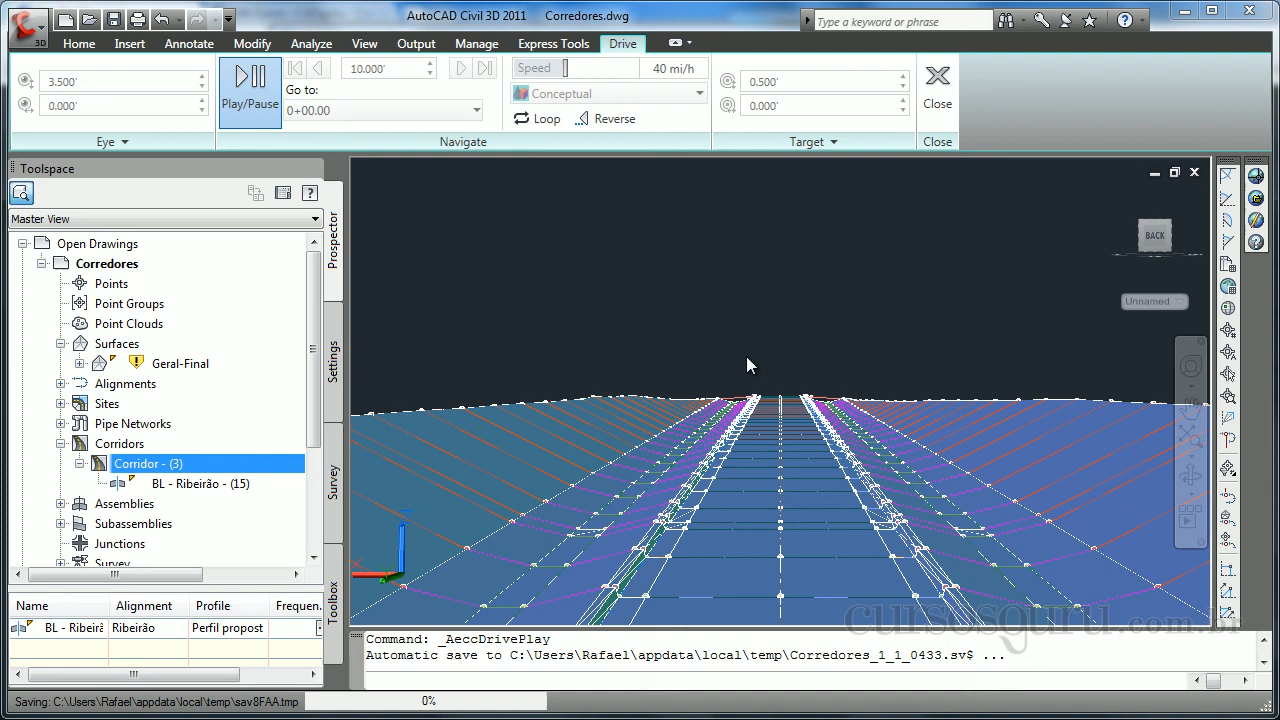 AutoCAD Civil 3D 2011 Corredores.dwg
Type a keyword or phrase
3D
Home Insert Annotate Modify Analyze View Output Manage Express Tools Drive
3.500'
0.000'
Eye
Play/Pause
10.000'
Go to:
0+00.00
Speed 40 mi/h
Conceptual
Loop Reverse
Navigate
0.500'
0.000'
Target
Close
Close
Toolspace
Master View
Open Drawings
Corredores
Points
Point Groups
Point Clouds
Surfaces
Geral-Final
Alignments
Sites
Pipe Networks
Corridors
Corridor - (3)
BL - Ribeirão - (15)
Assemblies
Subassemblies
Junctions
Survey
Prospector
Settings
Survey
Toolbox
Name Alignment Profile Frequen.
BL - Ribeirã Ribeirão Perfil propost
BACK
Unnamed
cursosguru.com.br
Command: _AeccDrivePlay
Automatic save to C:\Users\Rafael\appdata\local\temp\Corredores_1_1_0433.sv$ ...
Saving: C:\Users\Rafael\appdata\local\temp\sav8FAA.tmp 0%